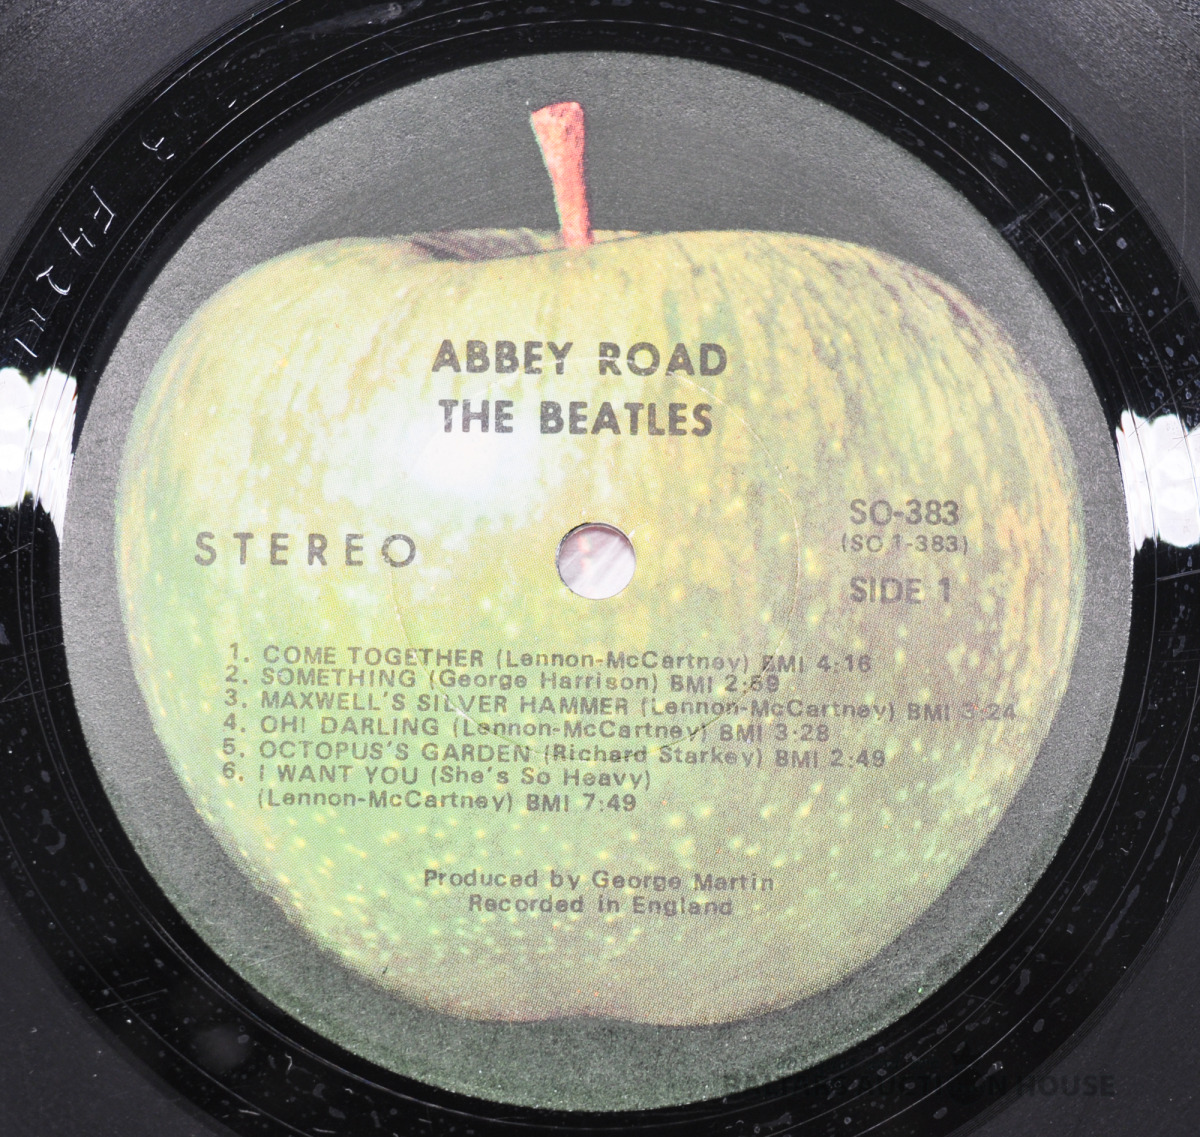 ABBEY ROAD
THE BEATLES
STEREO
SO-383
(SO 1-383)
SIDE 1
1. COME TOGETHER (Lennon-McCartney) BMI 4:16
2. SOMETHING (George Harrison) BMI 2:59
3. MAXWELL'S SILVER HAMMER (Lennon-McCartney) BMI 3:24
4. OH! DARLING (Lennon-McCartney) BMI 3:28
5. OCTOPUS'S GARDEN (Richard Starkey) BMI 2:49
6. I WANT YOU (She's So Heavy)
(Lennon-McCartney) BMI 7:49
Produced by George Martin
Recorded in England
AUCTION HOUSE